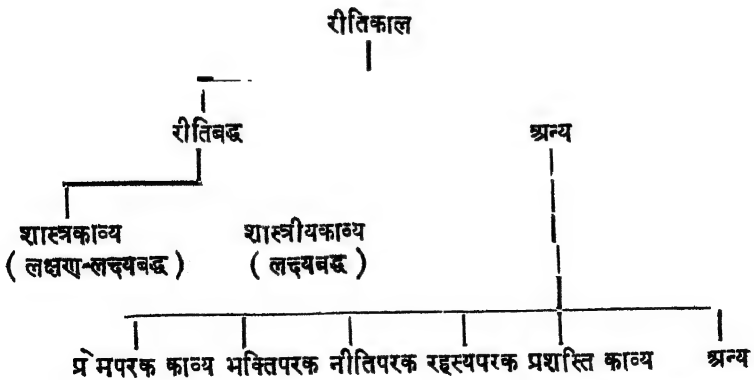 रीतिकाल
रीतिबद्ध अन्य
शास्त्रकाव्य शास्त्रीयकाव्य
( लक्षण-लक्ष्यबद्ध ) ( लक्ष्यबद्ध )
प्रेमपरक काव्य भक्तिपरक नीतिपरक रहस्यपरक प्रशस्ति काव्य अन्य